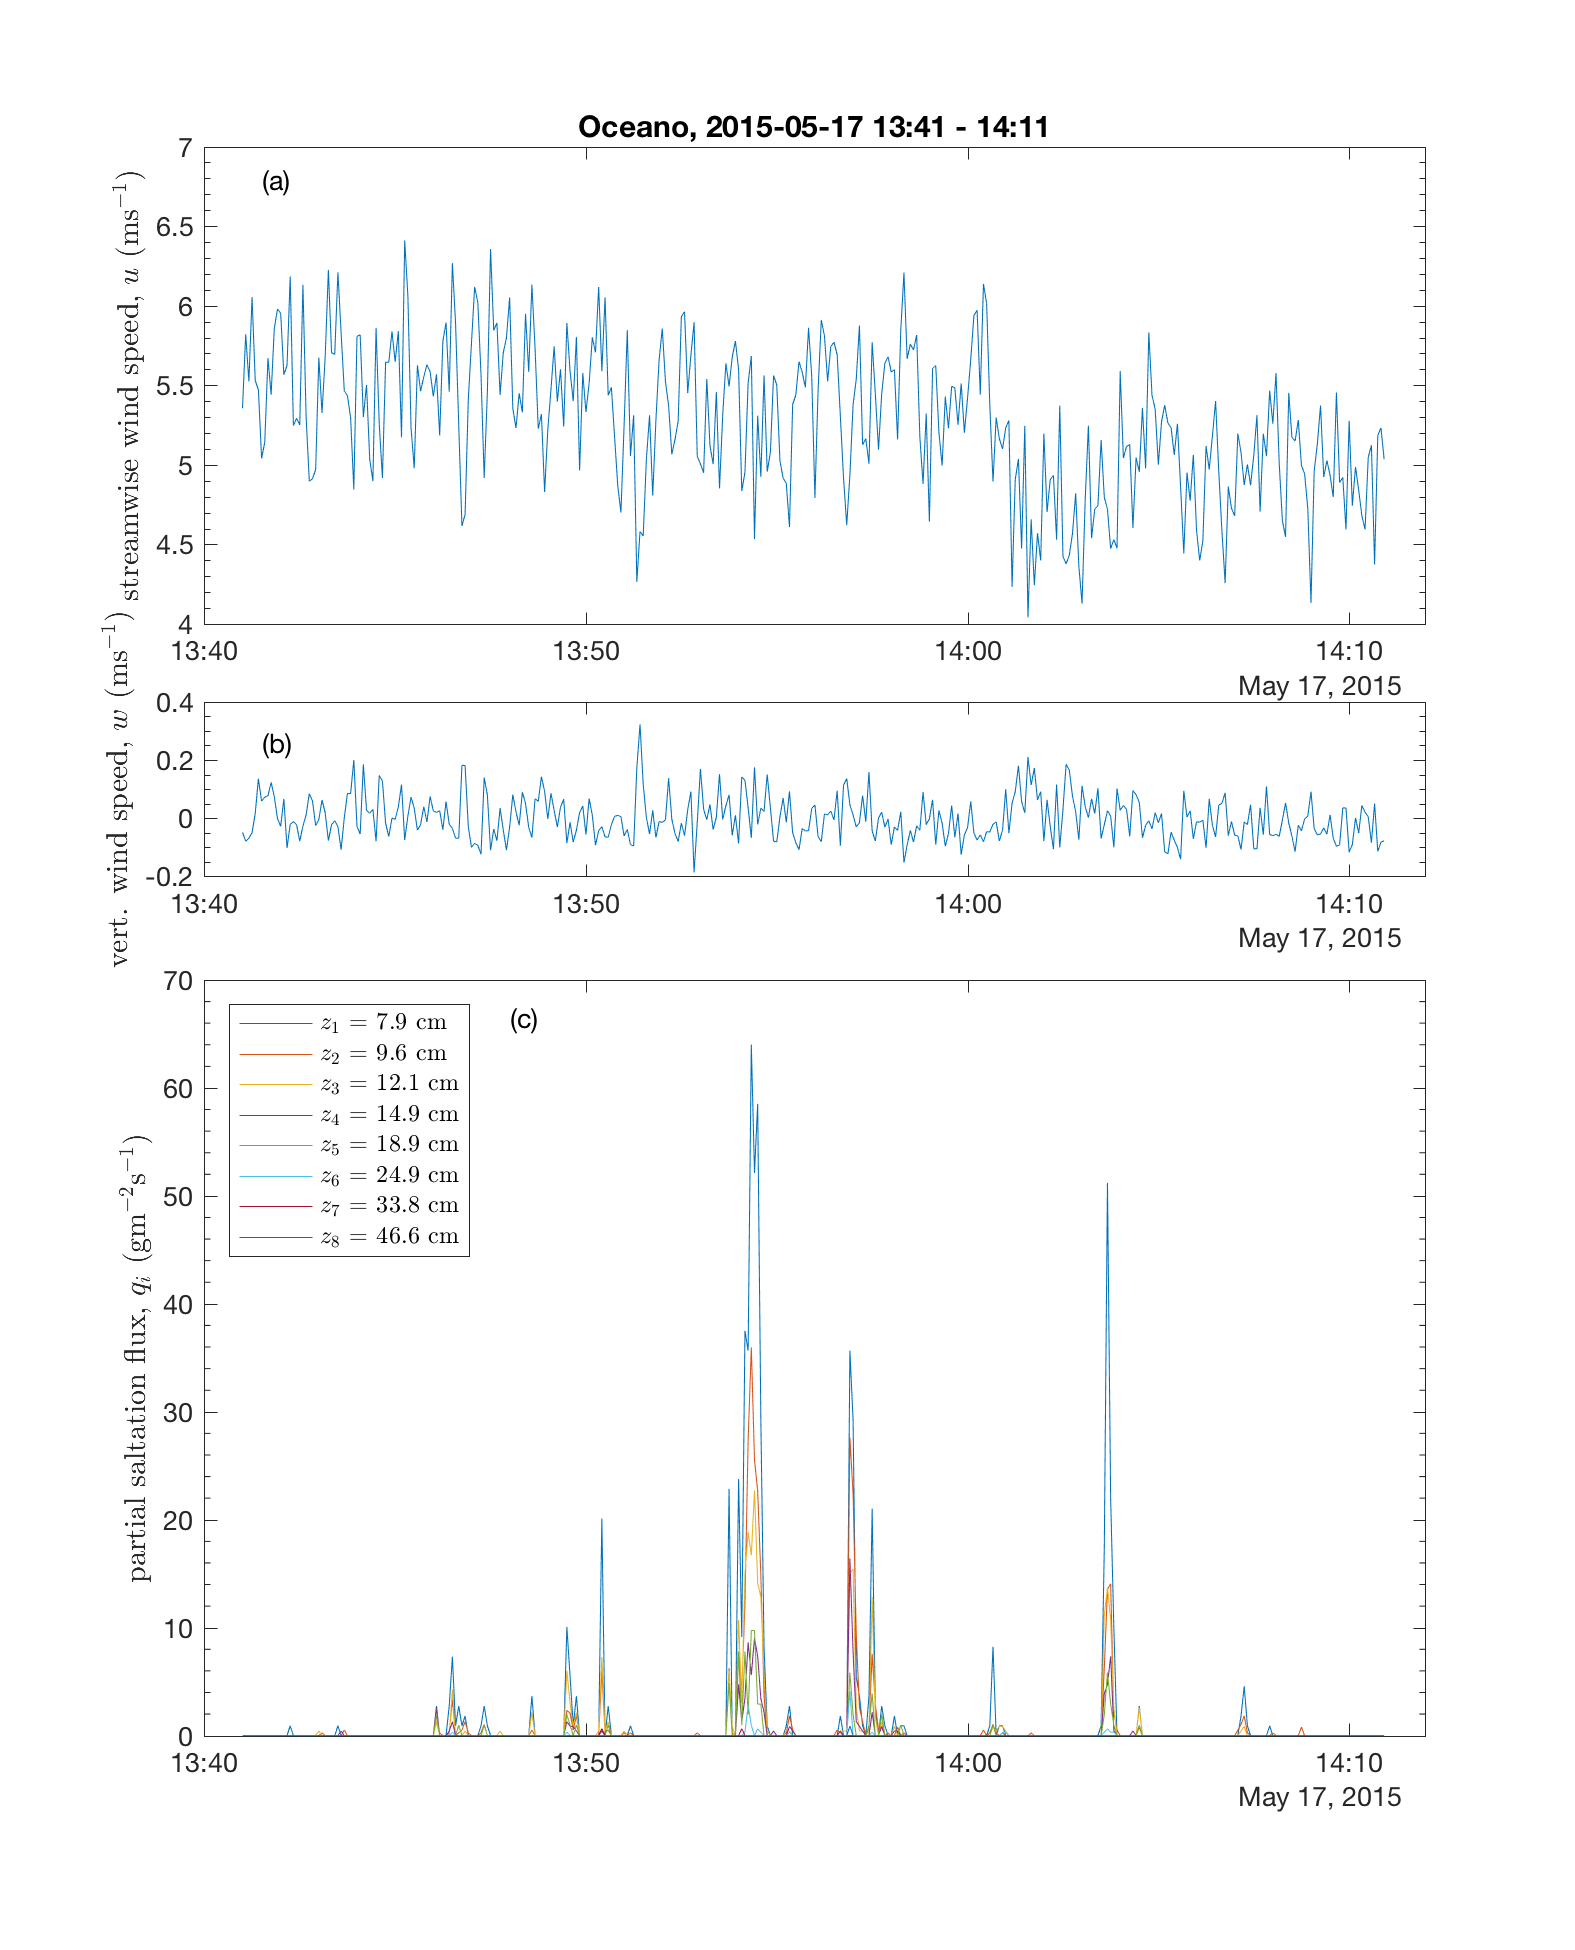 Oceano, 2015-05-17 13:41 - 14:11
(a)
streamwise wind speed, u (ms⁻¹)
7
6.5
6
5.5
5
4.5
4
13:40 13:50 14:00 14:10
May 17, 2015
(b)
vert. wind speed, w (ms⁻¹)
0.4
0.2
0
-0.2
13:40 13:50 14:00 14:10
May 17, 2015
(c)
partial saltation flux, qᵢ (gm⁻²s⁻¹)
70
60
50
40
30
20
10
0
z₁ = 7.9 cm
z₂ = 9.6 cm
z₃ = 12.1 cm
z₄ = 14.9 cm
z₅ = 18.9 cm
z₆ = 24.9 cm
z₇ = 33.8 cm
z₈ = 46.6 cm
13:40 13:50 14:00 14:10
May 17, 2015